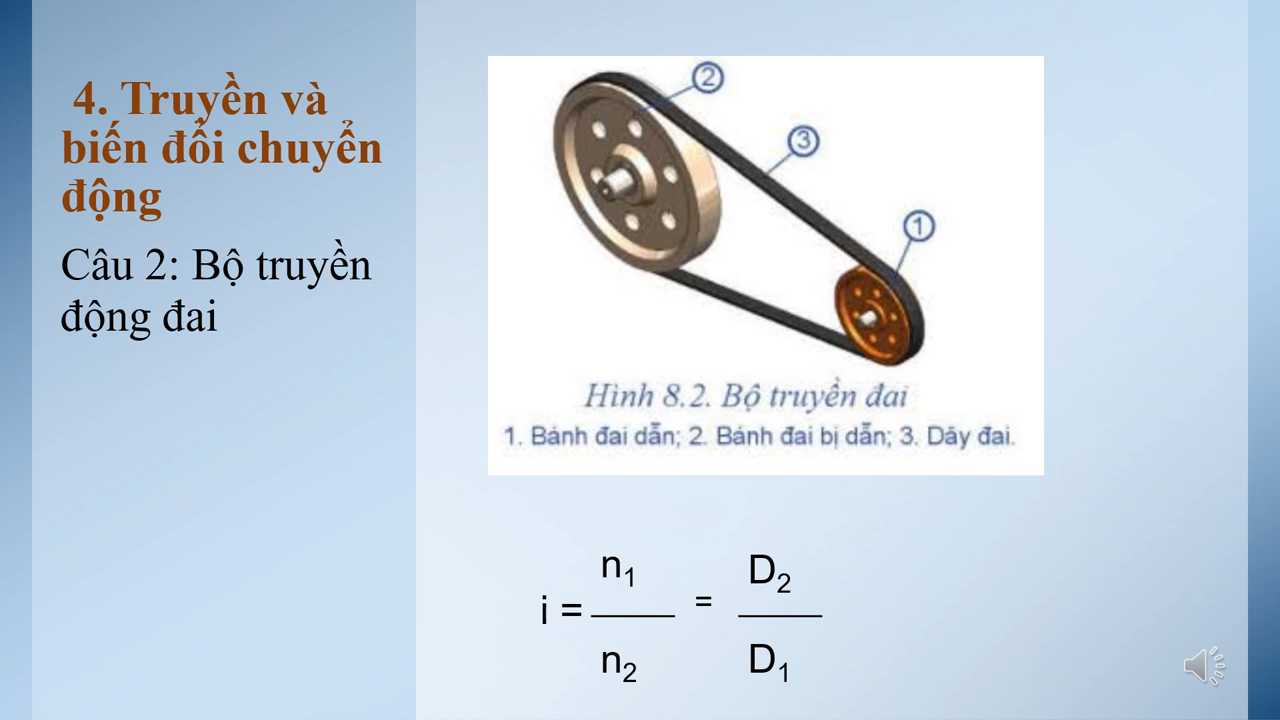 4. Truyền và
biến đổi chuyển
động
Câu 2: Bộ truyền
động đai
2
3
1
Hình 8.2. Bộ truyền đai
1. Bánh đai dẫn; 2. Bánh đai bị dẫn; 3. Dây đai.
i = n₁ / n₂ = D₂ / D₁